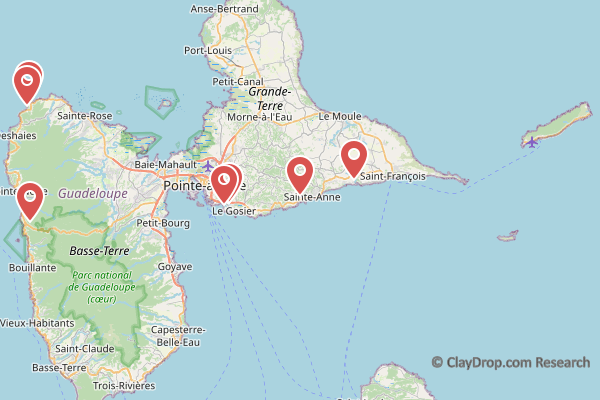 Anse-Bertrand
Port-Louis
Petit-Canal
Grande-
Terre
Morne-à-l'Eau
Le Moule
Sainte-Rose
Deshaies
Baie-Mahault
Pointe-à-
Saint-François
Guadeloupe
Sainte-Anne
Le Gosier
Petit-Bourg
Basse-Terre
Bouillante
Goyave
Parc national
de Guadeloupe
(cœur)
Vieux-Habitants
Capesterre-
Belle-Eau
Saint-Claude
Basse-Terre
Trois-Rivières
© ClayDrop.com Research